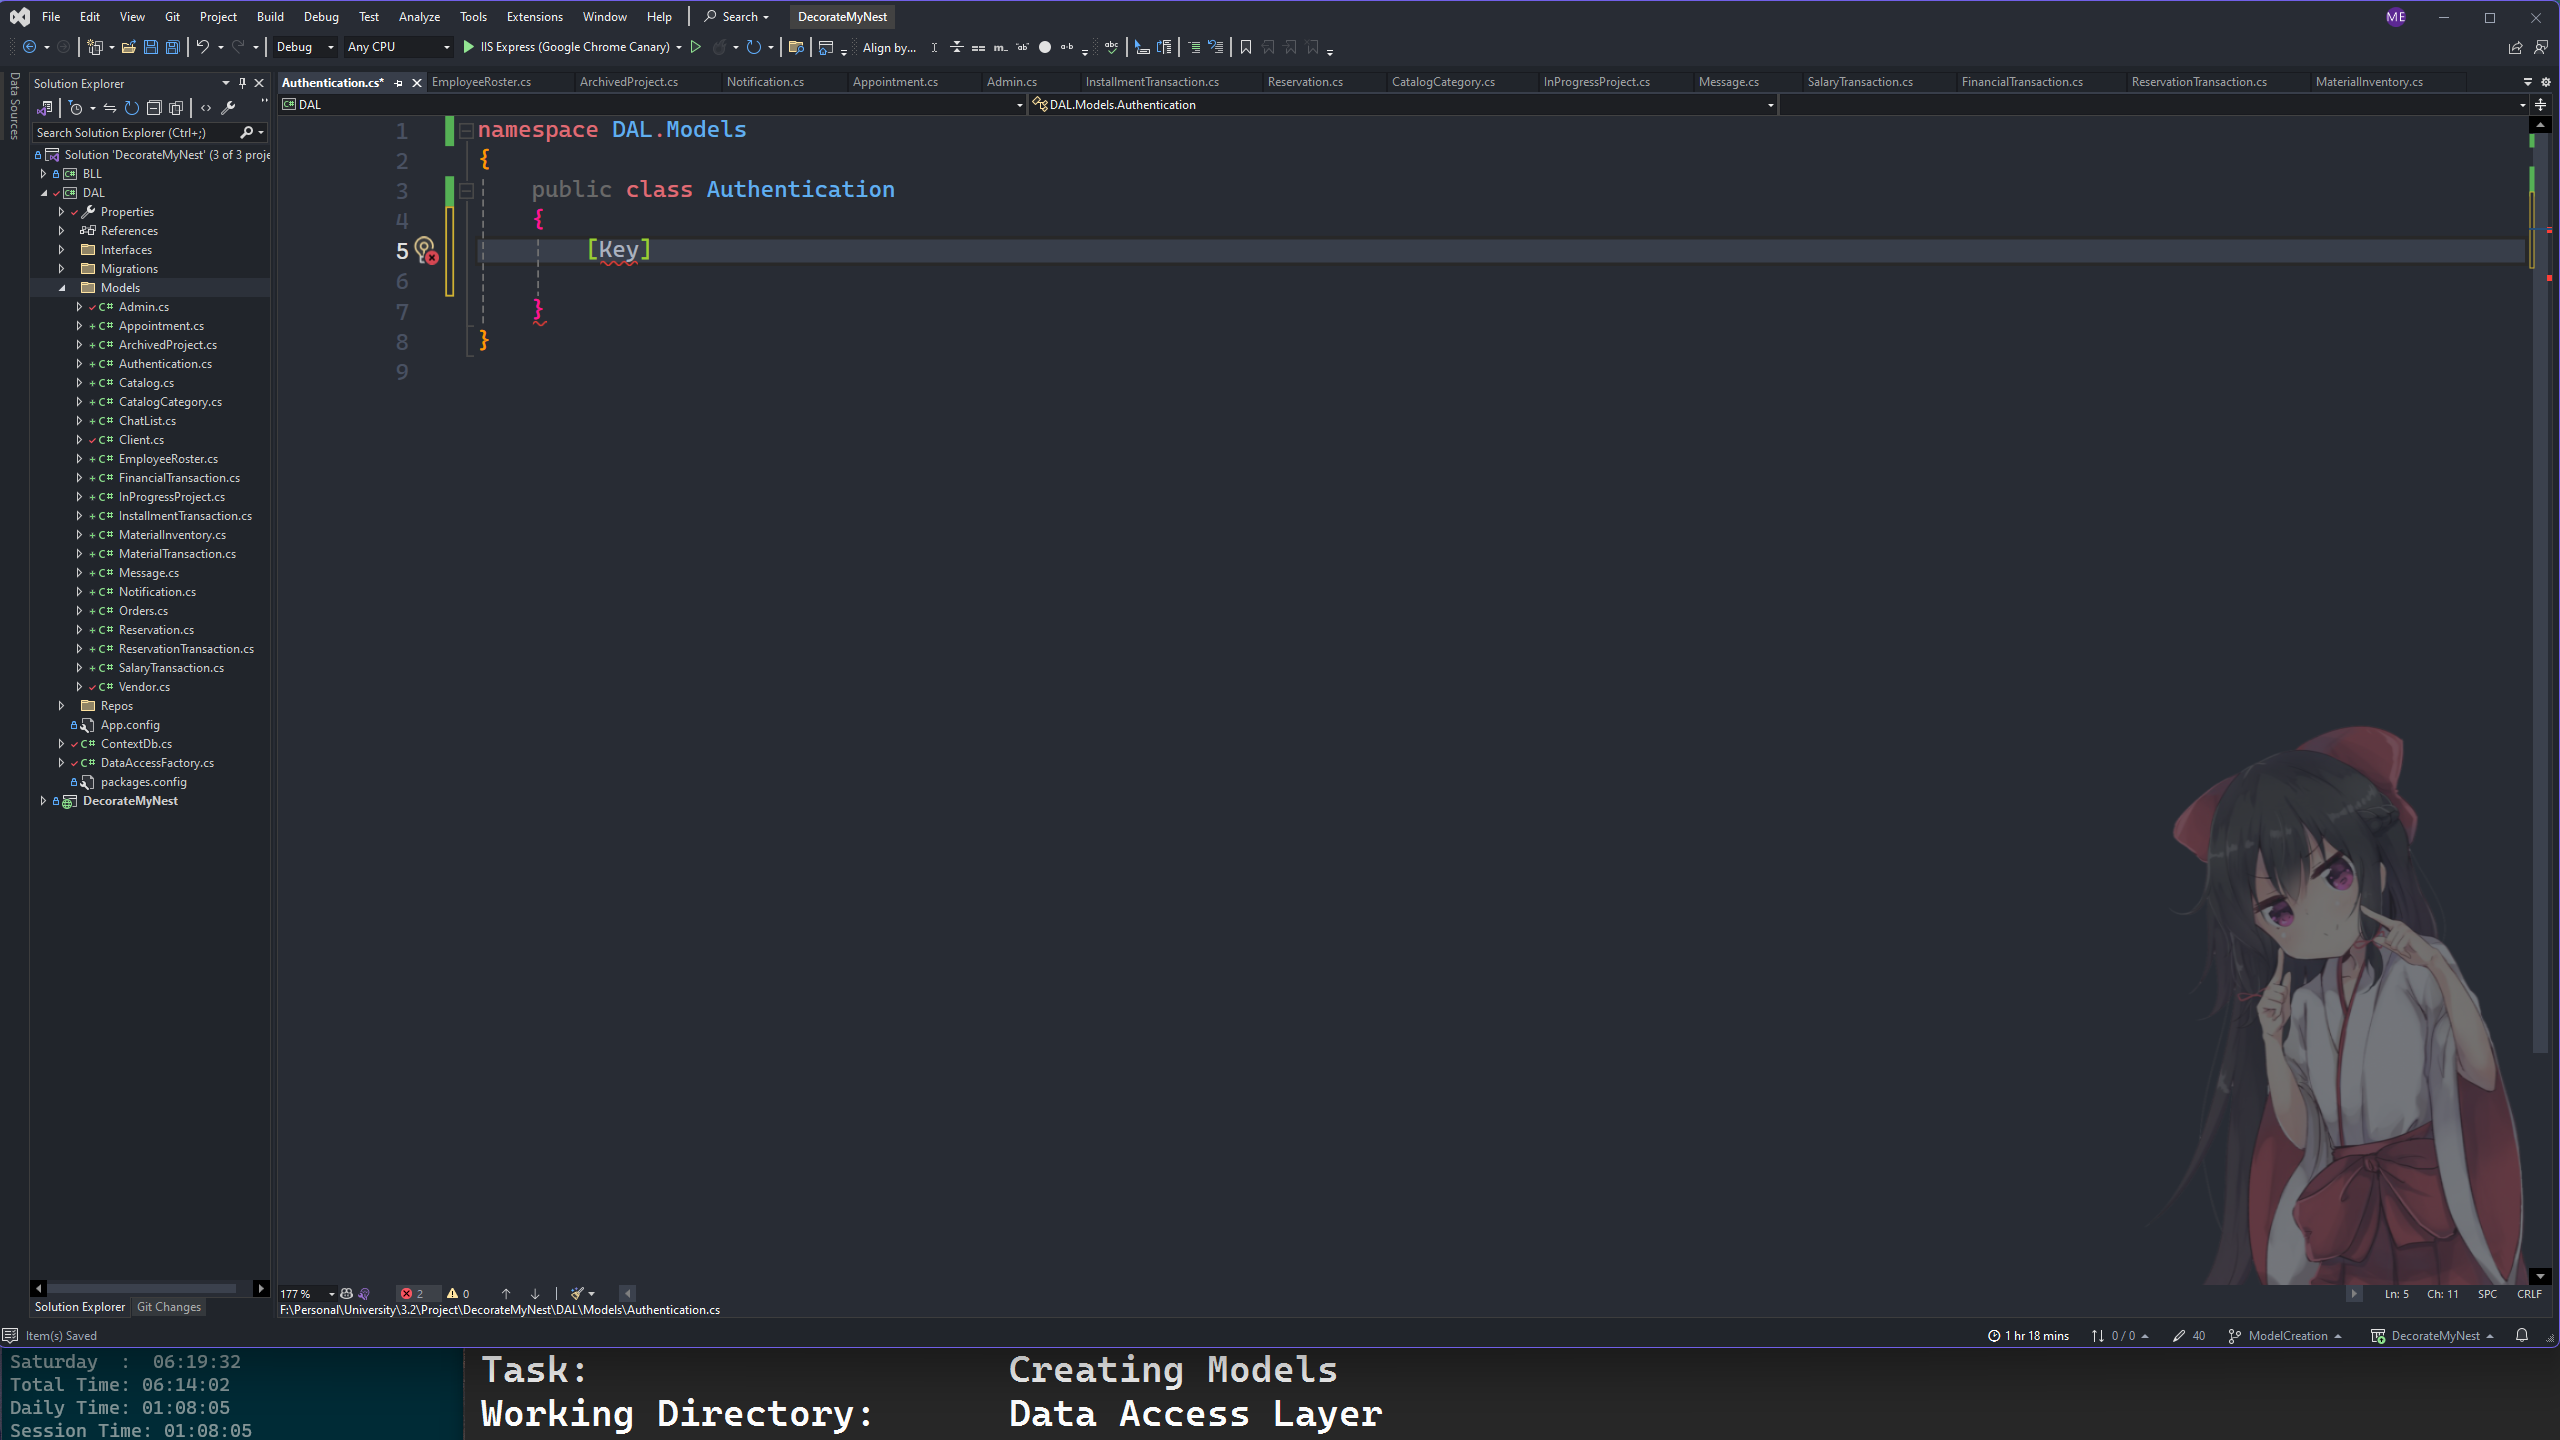 File Edit View Git Project Build Debug Test Analyze Tools Extensions Window Help Search DecorateMyNest ME
Debug Any CPU IIS Express (Google Chrome Canary) Align by...
Data Sources
Solution Explorer
Search Solution Explorer (Ctrl+;)
Solution 'DecorateMyNest' (3 of 3 proje
BLL
DAL
Properties
References
Interfaces
Migrations
Models
C# Admin.cs
C# Appointment.cs
C# ArchivedProject.cs
C# Authentication.cs
C# Catalog.cs
C# CatalogCategory.cs
C# ChatList.cs
C# Client.cs
C# EmployeeRoster.cs
C# FinancialTransaction.cs
C# InProgressProject.cs
C# InstallmentTransaction.cs
C# MaterialInventory.cs
C# MaterialTransaction.cs
C# Message.cs
C# Notification.cs
C# Orders.cs
C# Reservation.cs
C# ReservationTransaction.cs
C# SalaryTransaction.cs
C# Vendor.cs
Repos
App.config
C# ContextDb.cs
C# DataAccessFactory.cs
packages.config
DecorateMyNest
Solution Explorer Git Changes
Authentication.cs* EmployeeRoster.cs ArchivedProject.cs Notification.cs Appointment.cs Admin.cs InstallmentTransaction.cs Reservation.cs CatalogCategory.cs InProgressProject.cs Message.cs SalaryTransaction.cs FinancialTransaction.cs ReservationTransaction.cs MaterialInventory.cs
DAL DAL.Models.Authentication
1 namespace DAL.Models
2 {
3 public class Authentication
4 {
5 [Key]
6
7 }
8 }
9
177 % 2 0 Ln: 5 Ch: 11 SPC CRLF
F:\Personal\University\3.2\Project\DecorateMyNest\DAL\Models\Authentication.cs
Item(s) Saved 1 hr 18 mins 0 / 0 40 ModelCreation DecorateMyNest
Saturday : 06:19:32
Total Time: 06:14:02
Daily Time: 01:08:05
Session Time: 01:08:05
Task: Creating Models
Working Directory: Data Access Layer